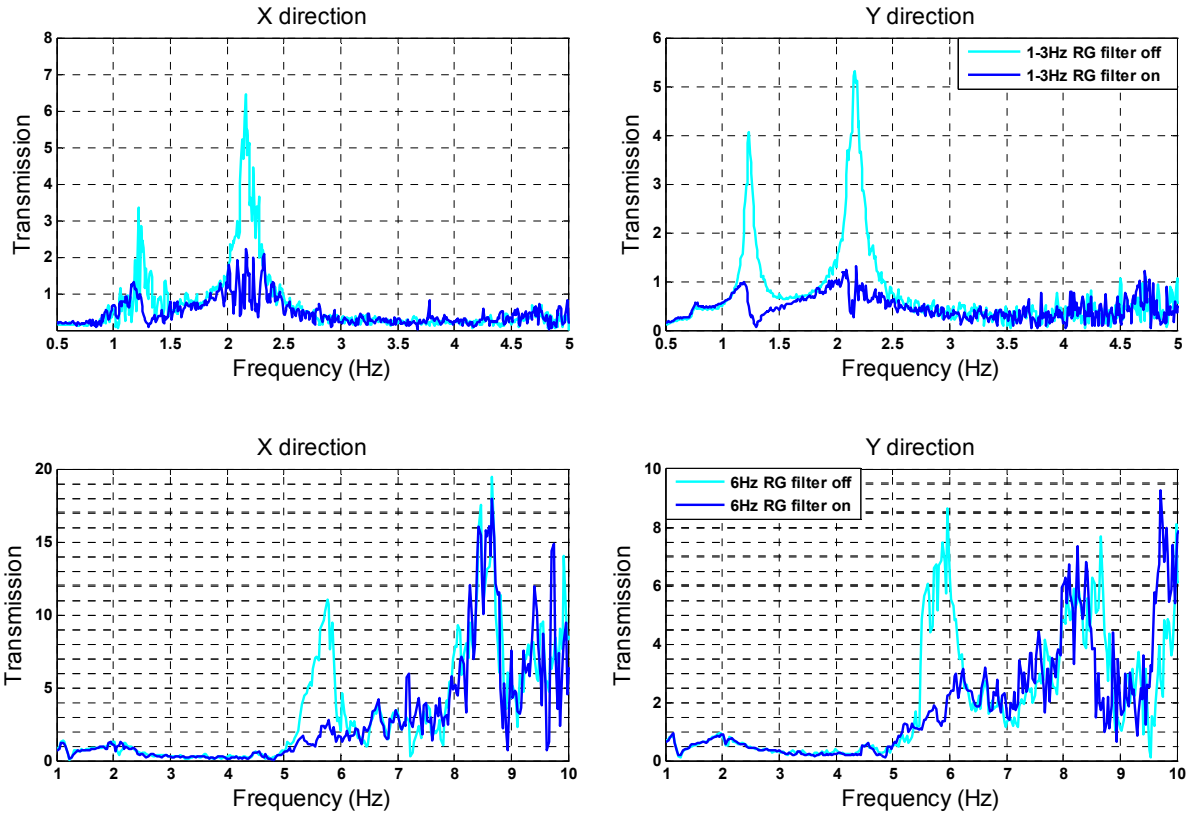 X direction
8
7
6
5
4
3
2
1
Transmission
0.5 1 1.5 2 2.5 3 3.5 4 4.5 5
Frequency (Hz)
Y direction
6
5
4
3
2
1
0
Transmission
1-3Hz RG filter off
1-3Hz RG filter on
0.5 1 1.5 2 2.5 3 3.5 4 4.5 5
Frequency (Hz)
X direction
20
15
10
5
0
Transmission
1 2 3 4 5 6 7 8 9 10
Frequency (Hz)
Y direction
10
8
6
4
2
0
Transmission
6Hz RG filter off
6Hz RG filter on
1 2 3 4 5 6 7 8 9 10
Frequency (Hz)